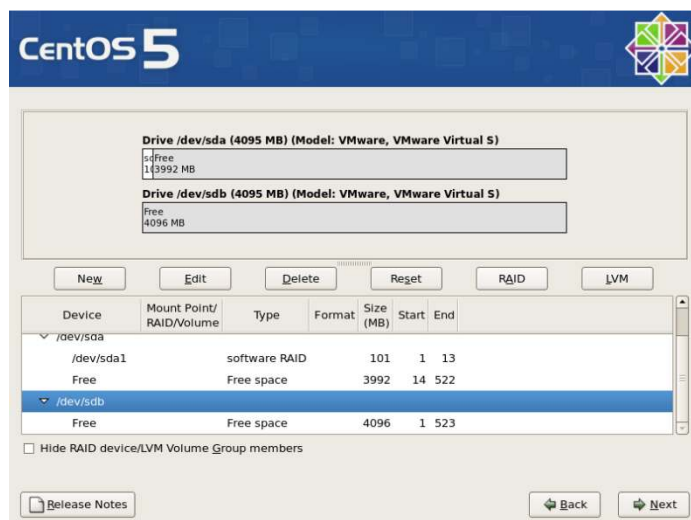 CentOS 5
Drive /dev/sda (4095 MB) (Model: VMware, VMware Virtual S)
Free
3992 MB
Drive /dev/sdb (4095 MB) (Model: VMware, VMware Virtual S)
Free
4096 MB
New Edit Delete Reset RAID LVM
Device Mount Point/ RAID/Volume Type Format Size (MB) Start End
/dev/sda
/dev/sda1 software RAID 101 1 13
Free Free space 3992 14 522
/dev/sdb
Free Free space 4096 1 523
Hide RAID device/LVM Volume Group members
Release Notes Back Next